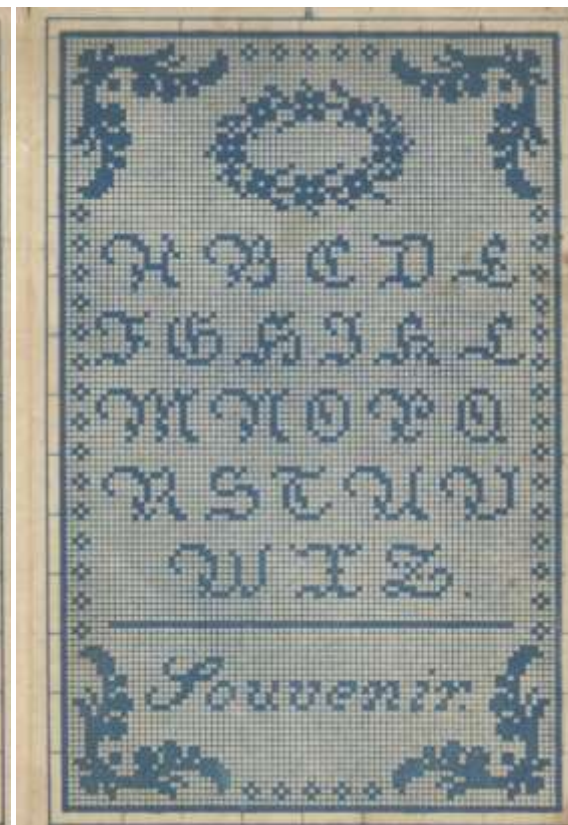 A B C D E
F G H I K L
M N O P Q
R S T U V
W X Z.
Souvenir.